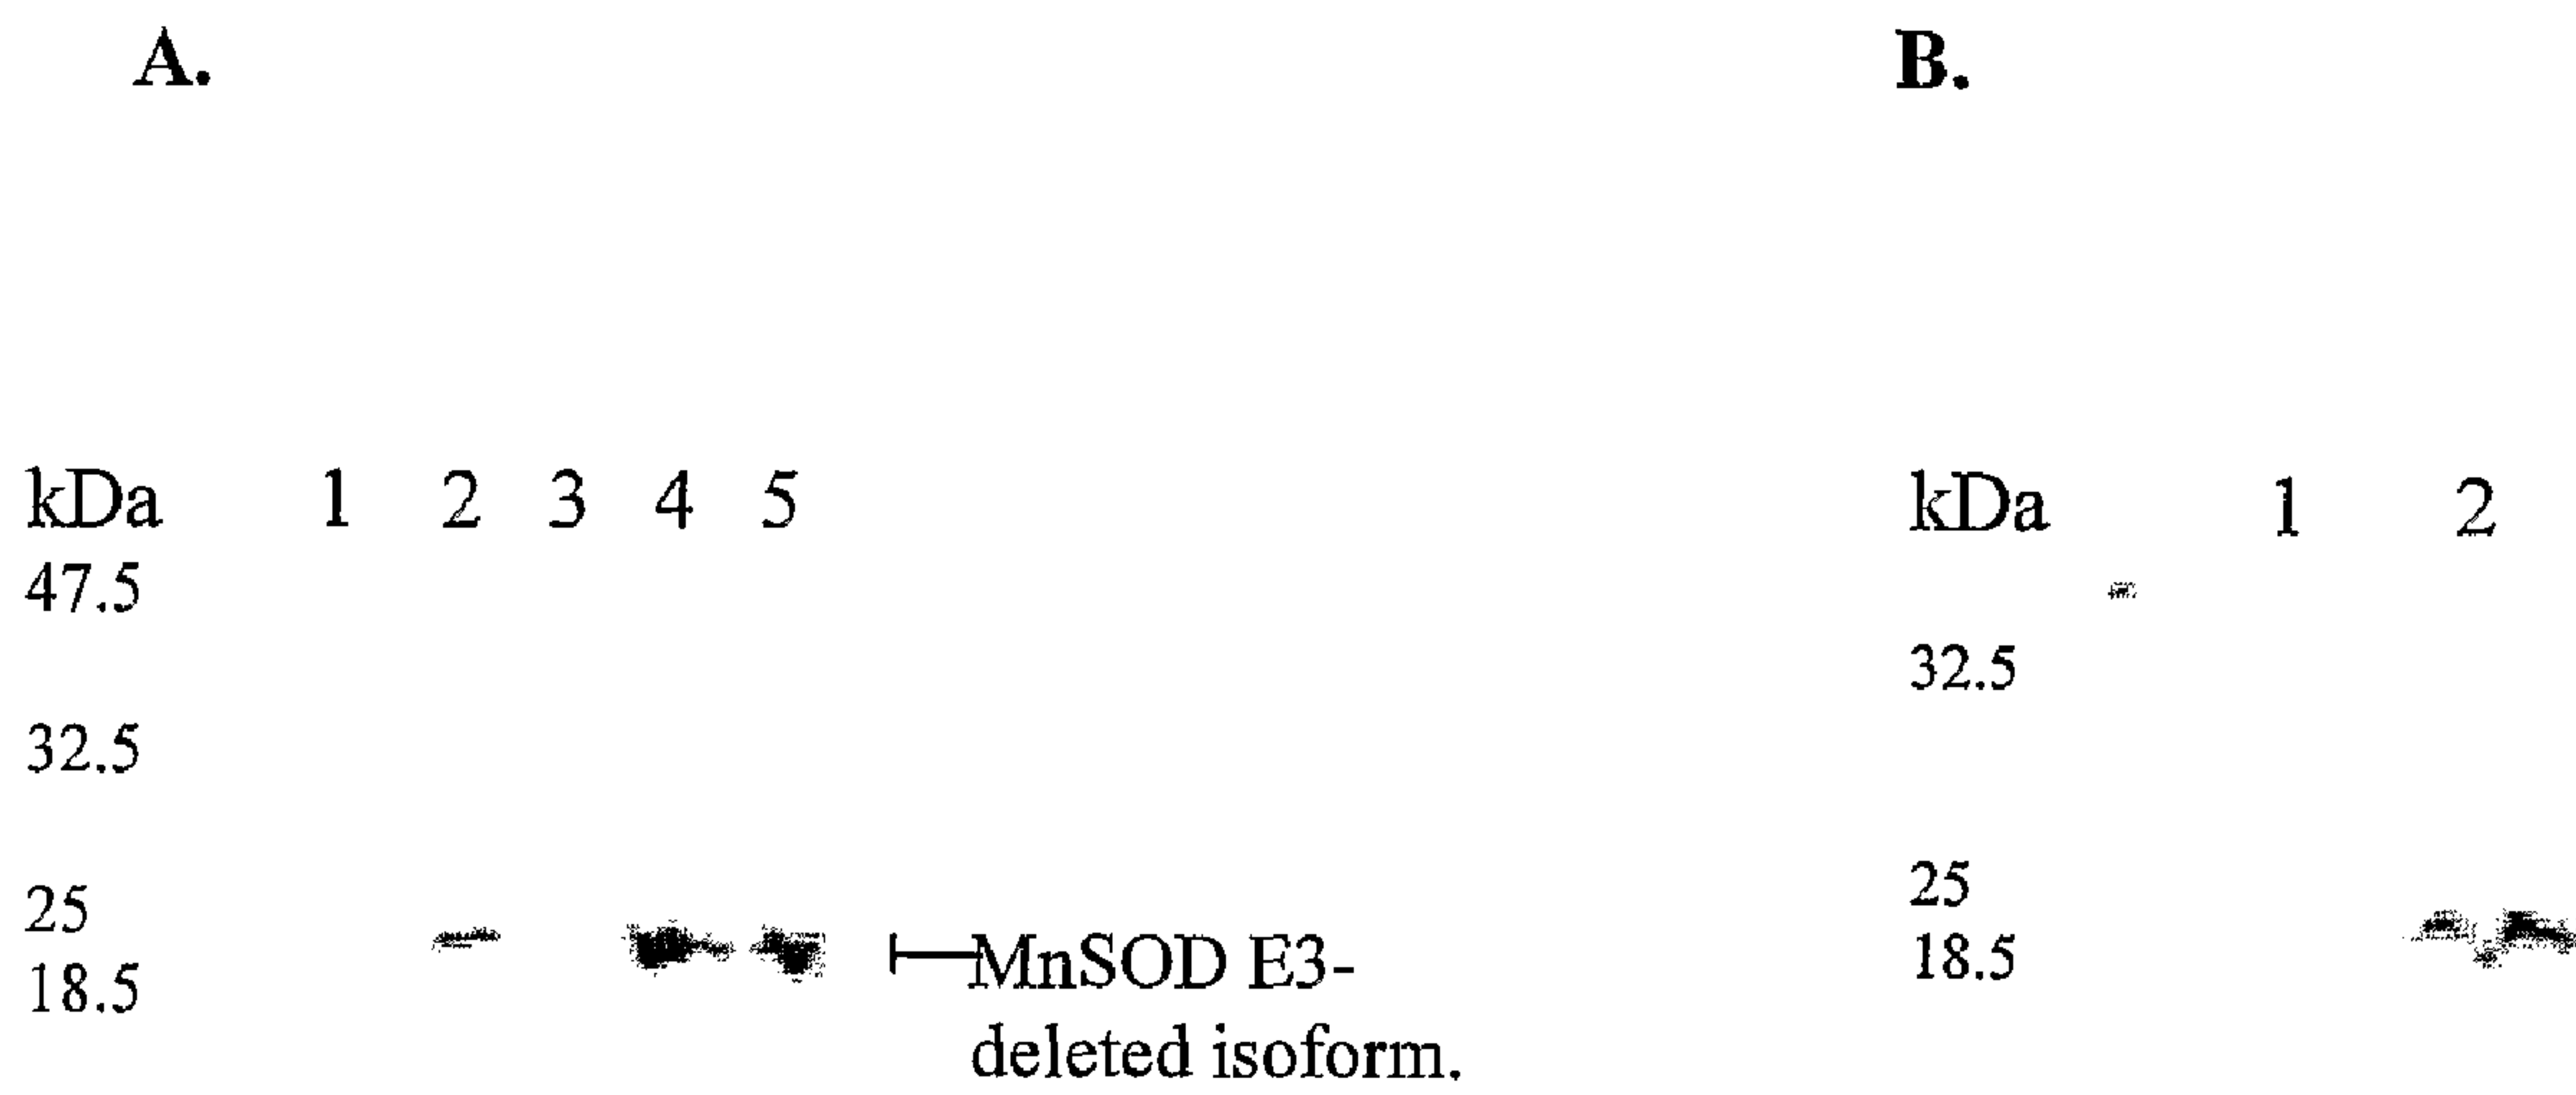 A.
B.
kDa 1 2 3 4 5
47.5
32.5
25
18.5
MnSOD E3-
deleted isoform.
kDa 1 2
32.5
25
18.5